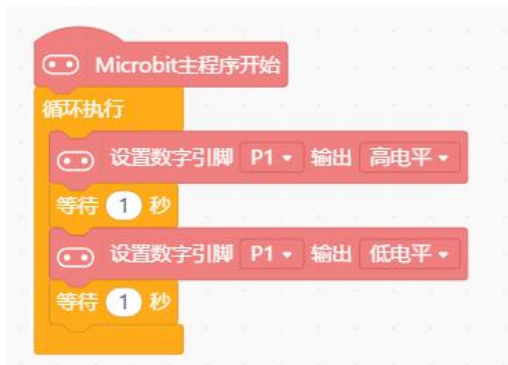 Microbit主程序开始
循环执行
设置数字引脚 P1 输出 高电平
等待 1 秒
设置数字引脚 P1 输出 低电平
等待 1 秒